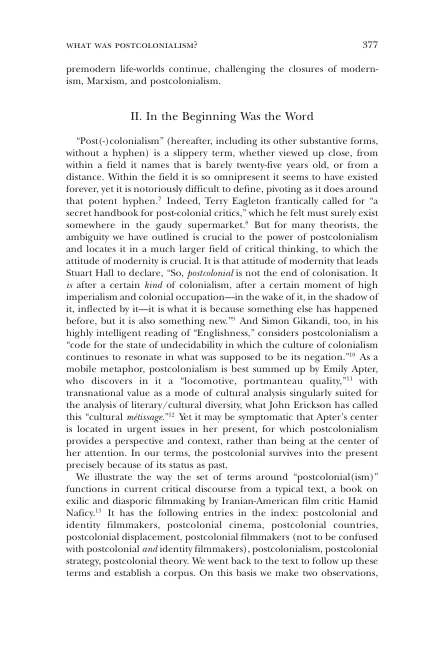 WHAT WAS POSTCOLONIALISM? 377
premodern life-worlds continue, challenging the closures of modern-
ism, Marxism, and postcolonialism.
II. In the Beginning Was the Word
“Post(-)colonialism” (hereafter, including its other substantive forms,
without a hyphen) is a slippery term, whether viewed up close, from
within a field it names that is barely twenty-five years old, or from a
distance. Within the field it is so omnipresent it seems to have existed
forever, yet it is notoriously difficult to define, pivoting as it does around
that potent hyphen.⁷ Indeed, Terry Eagleton frantically called for “a
secret handbook for post-colonial critics,” which he felt must surely exist
somewhere in the gaudy supermarket.⁸ But for many theorists, the
ambiguity we have outlined is crucial to the power of postcolonialism
and locates it in a much larger field of critical thinking, to which the
attitude of modernity is crucial. It is that attitude of modernity that leads
Stuart Hall to declare, “So, postcolonial is not the end of colonisation. It
is after a certain kind of colonialism, after a certain moment of high
imperialism and colonial occupation—in the wake of it, in the shadow of
it, inflected by it—it is what it is because something else has happened
before, but it is also something new.”⁹ And Simon Gikandi, too, in his
highly intelligent reading of “Englishness,” considers postcolonialism a
“code for the state of undecidability in which the culture of colonialism
continues to resonate in what was supposed to be its negation.”¹⁰ As a
mobile metaphor, postcolonialism is best summed up by Emily Apter,
who discovers in it a “locomotive, portmanteau quality,”¹¹ with
transnational value as a mode of cultural analysis singularly suited for
the analysis of literary/cultural diversity, what John Erickson has called
this “cultural métissage.”¹² Yet it may be symptomatic that Apter’s center
is located in urgent issues in her present, for which postcolonialism
provides a perspective and context, rather than being at the center of
her attention. In our terms, the postcolonial survives into the present
precisely because of its status as past.
We illustrate the way the set of terms around “postcolonial(ism)”
functions in current critical discourse from a typical text, a book on
exilic and diasporic filmmaking by Iranian-American film critic Hamid
Naficy.¹³ It has the following entries in the index: postcolonial and
identity filmmakers, postcolonial cinema, postcolonial countries,
postcolonial displacement, postcolonial filmmakers (not to be confused
with postcolonial and identity filmmakers), postcolonialism, postcolonial
strategy, postcolonial theory. We went back to the text to follow up these
terms and establish a corpus. On this basis we make two observations,